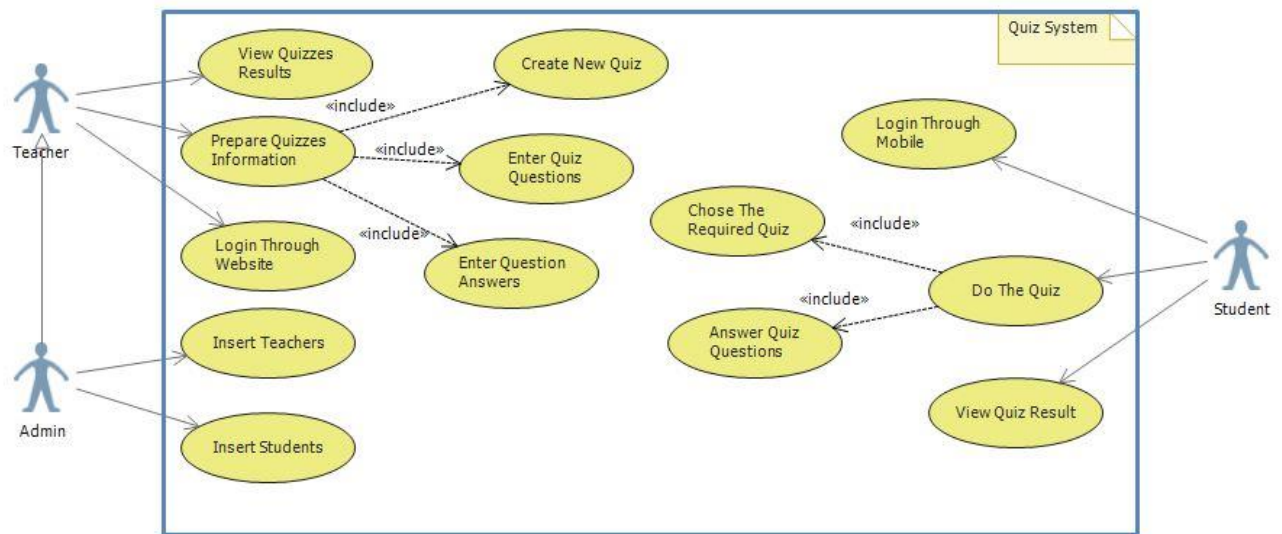 Quiz System
View Quizzes
Results
Create New Quiz
«include»
Teacher
Prepare Quizzes
Information
«include»
Enter Quiz
Questions
Login Through
Mobile
Chose The
Required Quiz
«include»
«include»
Login Through
Website
Enter Question
Answers
Do The Quiz
Student
«include»
Insert Teachers
Answer Quiz
Questions
Admin
View Quiz Result
Insert Students